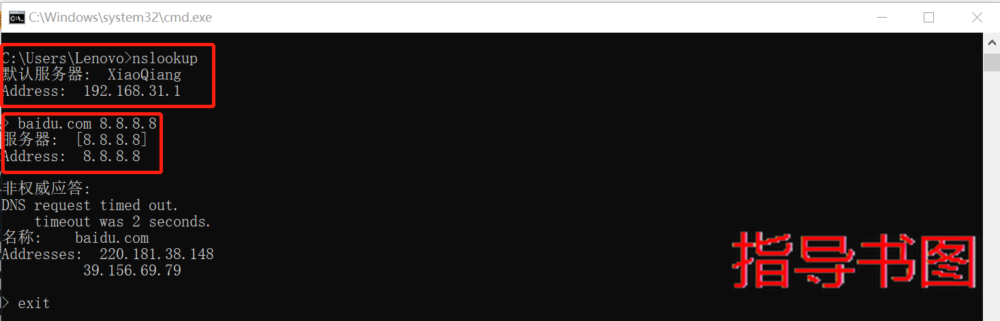 C:\Windows\system32\cmd.exe
C:\Users\Lenovo>nslookup
默认服务器:  XiaoQiang
Address:  192.168.31.1
> baidu.com 8.8.8.8
服务器:  [8.8.8.8]
Address:  8.8.8.8
非权威应答:
DNS request timed out.
    timeout was 2 seconds.
名称:    baidu.com
Addresses:  220.181.38.148
          39.156.69.79
指导书图
> exit